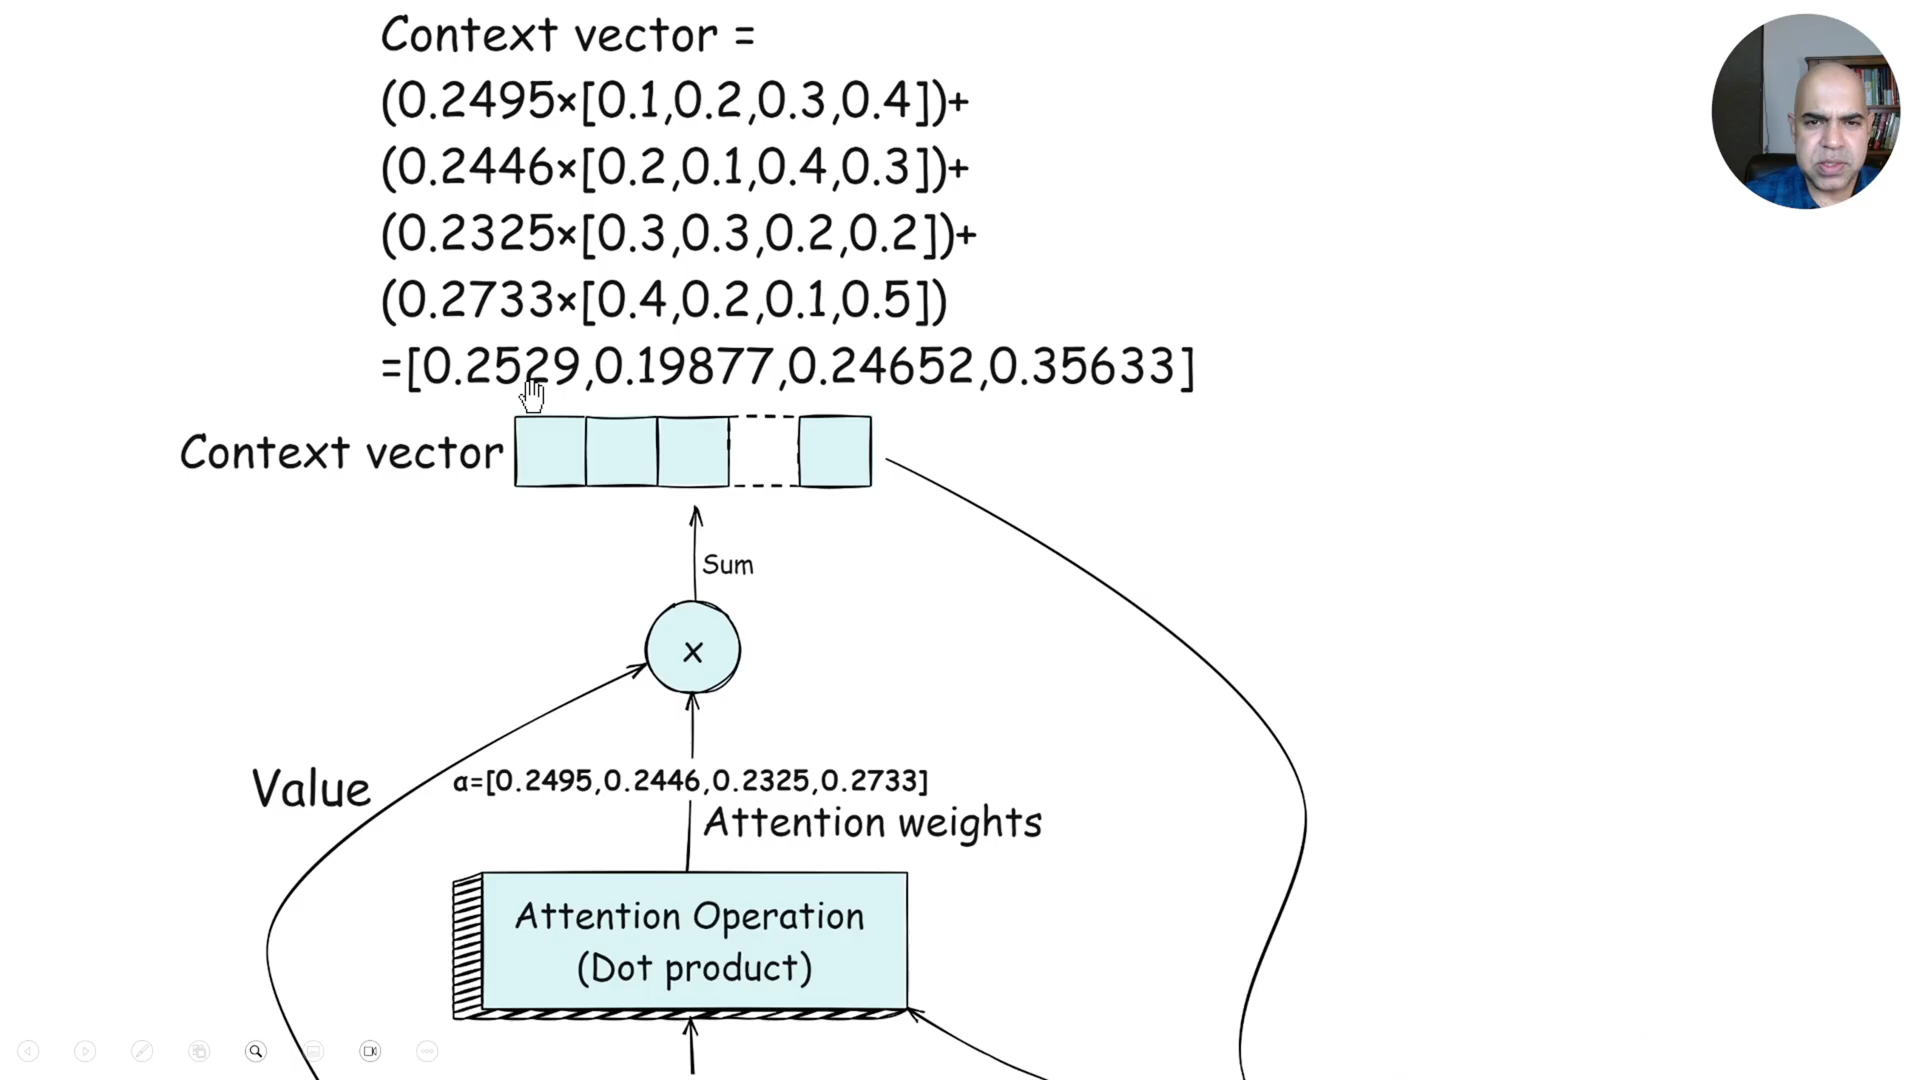 Context vector =
(0.2495×[0.1,0.2,0.3,0.4])+
(0.2446×[0.2,0.1,0.4,0.3])+
(0.2325×[0.3,0.3,0.2,0.2])+
(0.2733×[0.4,0.2,0.1,0.5])
=[0.2529,0.19877,0.24652,0.35633]
Context vector
Sum
x
Value
α=[0.2495,0.2446,0.2325,0.2733]
Attention weights
Attention Operation
(Dot product)